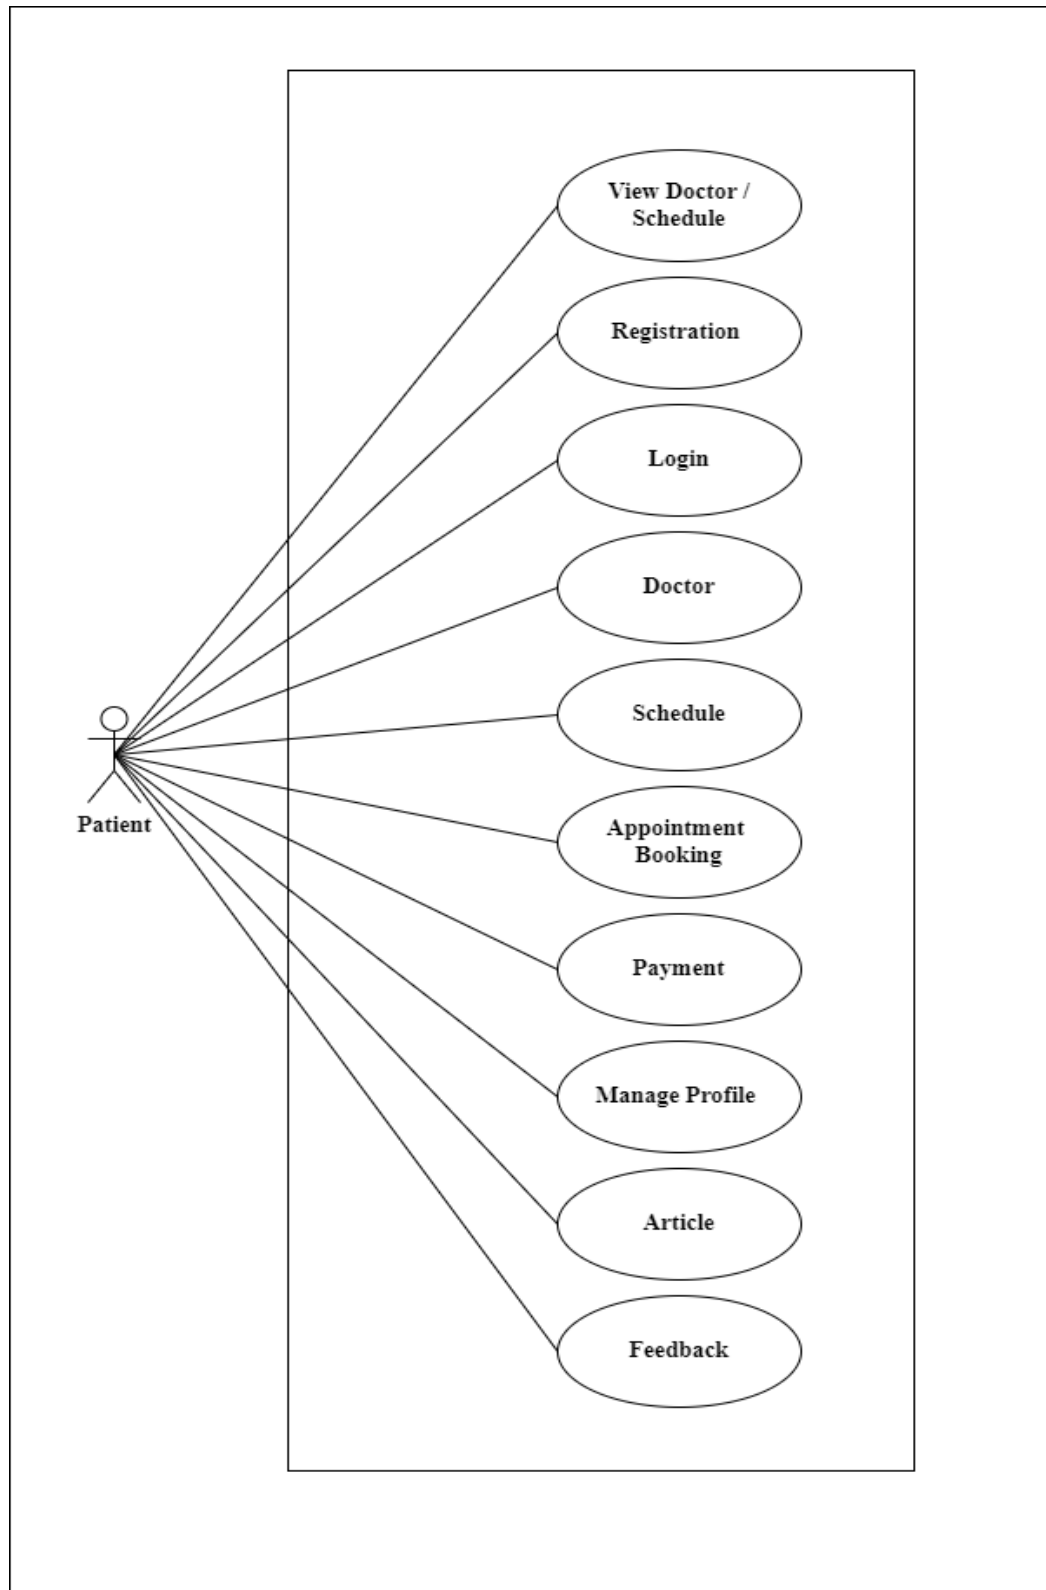 View Doctor /
Schedule
Registration
Login
Doctor
Schedule
Patient
Appointment
Booking
Payment
Manage Profile
Article
Feedback